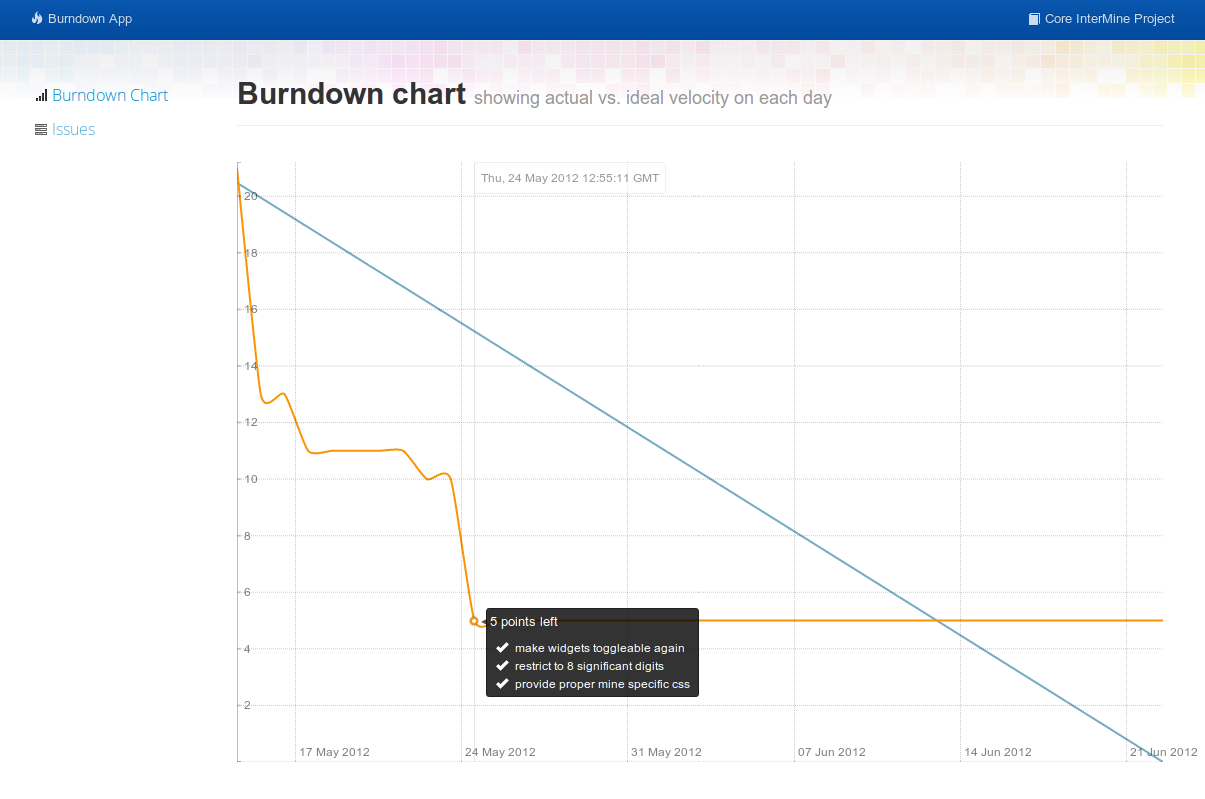 Burndown App
Core InterMine Project
Burndown Chart
Issues
Burndown chart showing actual vs. ideal velocity on each day
Thu, 24 May 2012 12:55:11 GMT
20
18
16
14
12
10
8
6
4
2
5 points left
make widgets toggleable again
restrict to 8 significant digits
provide proper mine specific css
17 May 2012
24 May 2012
31 May 2012
07 Jun 2012
14 Jun 2012
21 Jun 2012